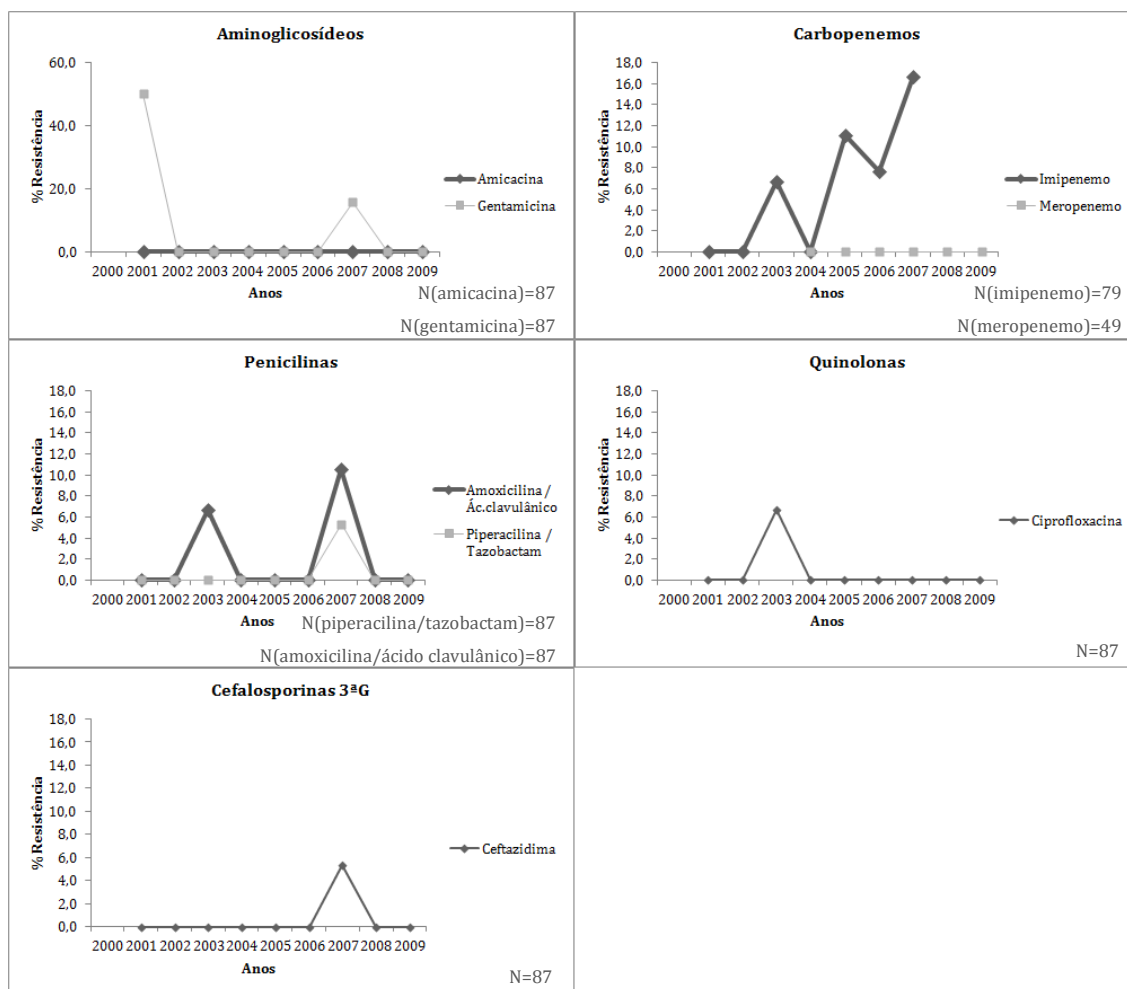 Aminoglicosídeos
60,0
40,0
20,0
0,0
% Resistência
2000 2001 2002 2003 2004 2005 2006 2007 2008 2009
Anos
Amicacina
Gentamicina
N(amicacina)=87
N(gentamicina)=87
Carbopenemos
18,0
16,0
14,0
12,0
10,0
8,0
6,0
4,0
2,0
0,0
% Resistência
2000 2001 2002 2003 2004 2005 2006 2007 2008 2009
Anos
Imipenemo
Meropenemo
N(imipenemo)=79
N(meropenemo)=49
Penicilinas
18,0
16,0
14,0
12,0
10,0
8,0
6,0
4,0
2,0
0,0
% Resistência
2000 2001 2002 2003 2004 2005 2006 2007 2008 2009
Anos
Amoxicilina /
Ác.clavulânico
Piperacilina /
Tazobactam
N(piperacilina/tazobactam)=87
N(amoxicilina/ácido clavulânico)=87
Quinolonas
18,0
16,0
14,0
12,0
10,0
8,0
6,0
4,0
2,0
0,0
% Resistência
2000 2001 2002 2003 2004 2005 2006 2007 2008 2009
Anos
Ciprofloxacina
N=87
Cefalosporinas 3ªG
18,0
16,0
14,0
12,0
10,0
8,0
6,0
4,0
2,0
0,0
% Resistência
2000 2001 2002 2003 2004 2005 2006 2007 2008 2009
Anos
Ceftazidima
N=87